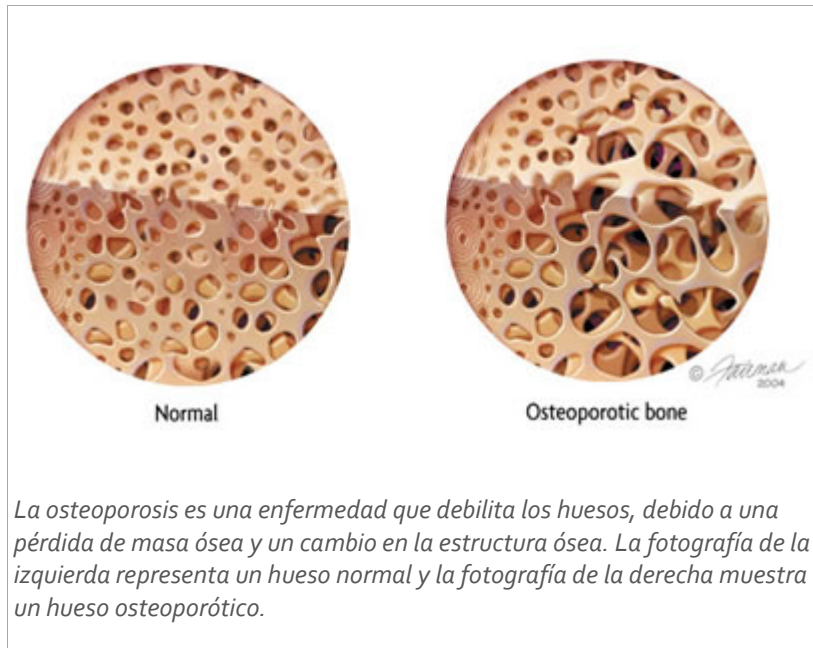 Normal
Osteoporotic bone
© Fairman
2004
La osteoporosis es una enfermedad que debilita los huesos, debido a una
pérdida de masa ósea y un cambio en la estructura ósea. La fotografía de la
izquierda representa un hueso normal y la fotografía de la derecha muestra
un hueso osteoporótico.